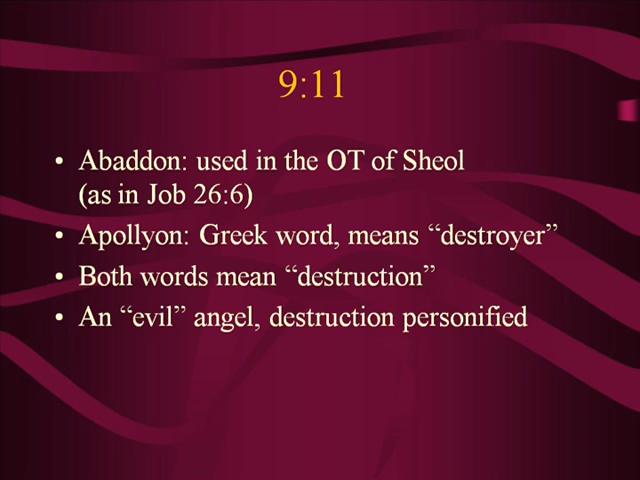 9:11
• Abaddon: used in the OT of Sheol
(as in Job 26:6)
• Apollyon: Greek word, means “destroyer”
• Both words mean “destruction”
• An “evil” angel, destruction personified